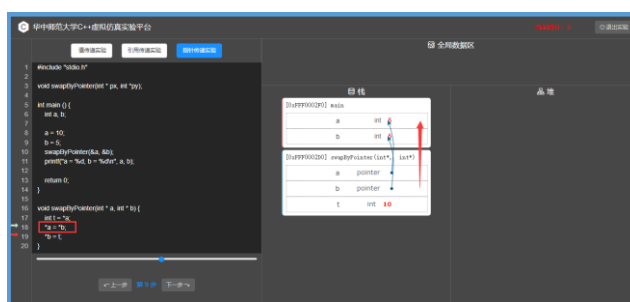 华中师范大学C++虚拟仿真实验平台
退出实验
值传递实验 引用传递实验 指针传递实验
1 #include "stdio.h"
2
3 void swapByPointer(int * px, int *py);
4
5 int main () {
6 int a, b;
7
8 a = 10;
9 b = 5;
10 swapByPointer(&a, &b);
11 printf("a = %d, b = %d\n", a, b);
12
13 return 0;
14 }
15
16 void swapByPointer(int * a, int * b) {
17 int t = *a;
18 *a = *b;
19 *b = t;
20 }
上一步 第 9 步 下一步
全局数据区
栈
[0xFFF0002F0] main
a int
b int
[0xFFF0002D0] swapByPointer(int*, int*)
a pointer
b pointer
t int 10
堆